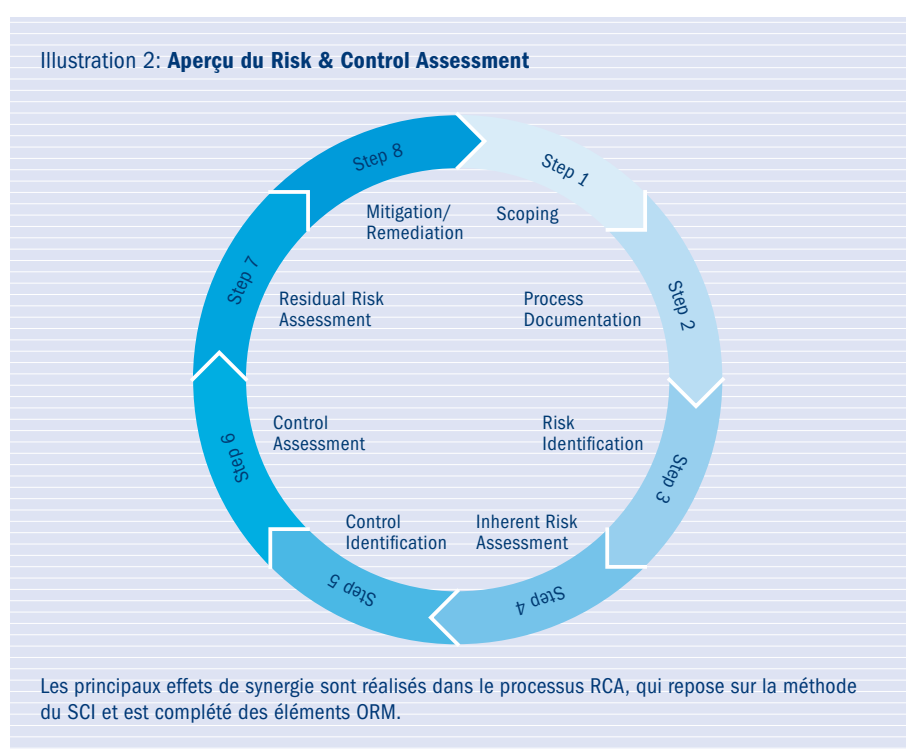 Illustration 2: Aperçu du Risk & Control Assessment
Step 1
Scoping
Step 2
Process
Documentation
Step 3
Risk
Identification
Step 4
Inherent Risk
Assessment
Step 5
Control
Identification
Step 6
Control
Assessment
Step 7
Residual Risk
Assessment
Step 8
Mitigation/
Remediation
Les principaux effets de synergie sont réalisés dans le processus RCA, qui repose sur la méthode
du SCI et est complété des éléments ORM.